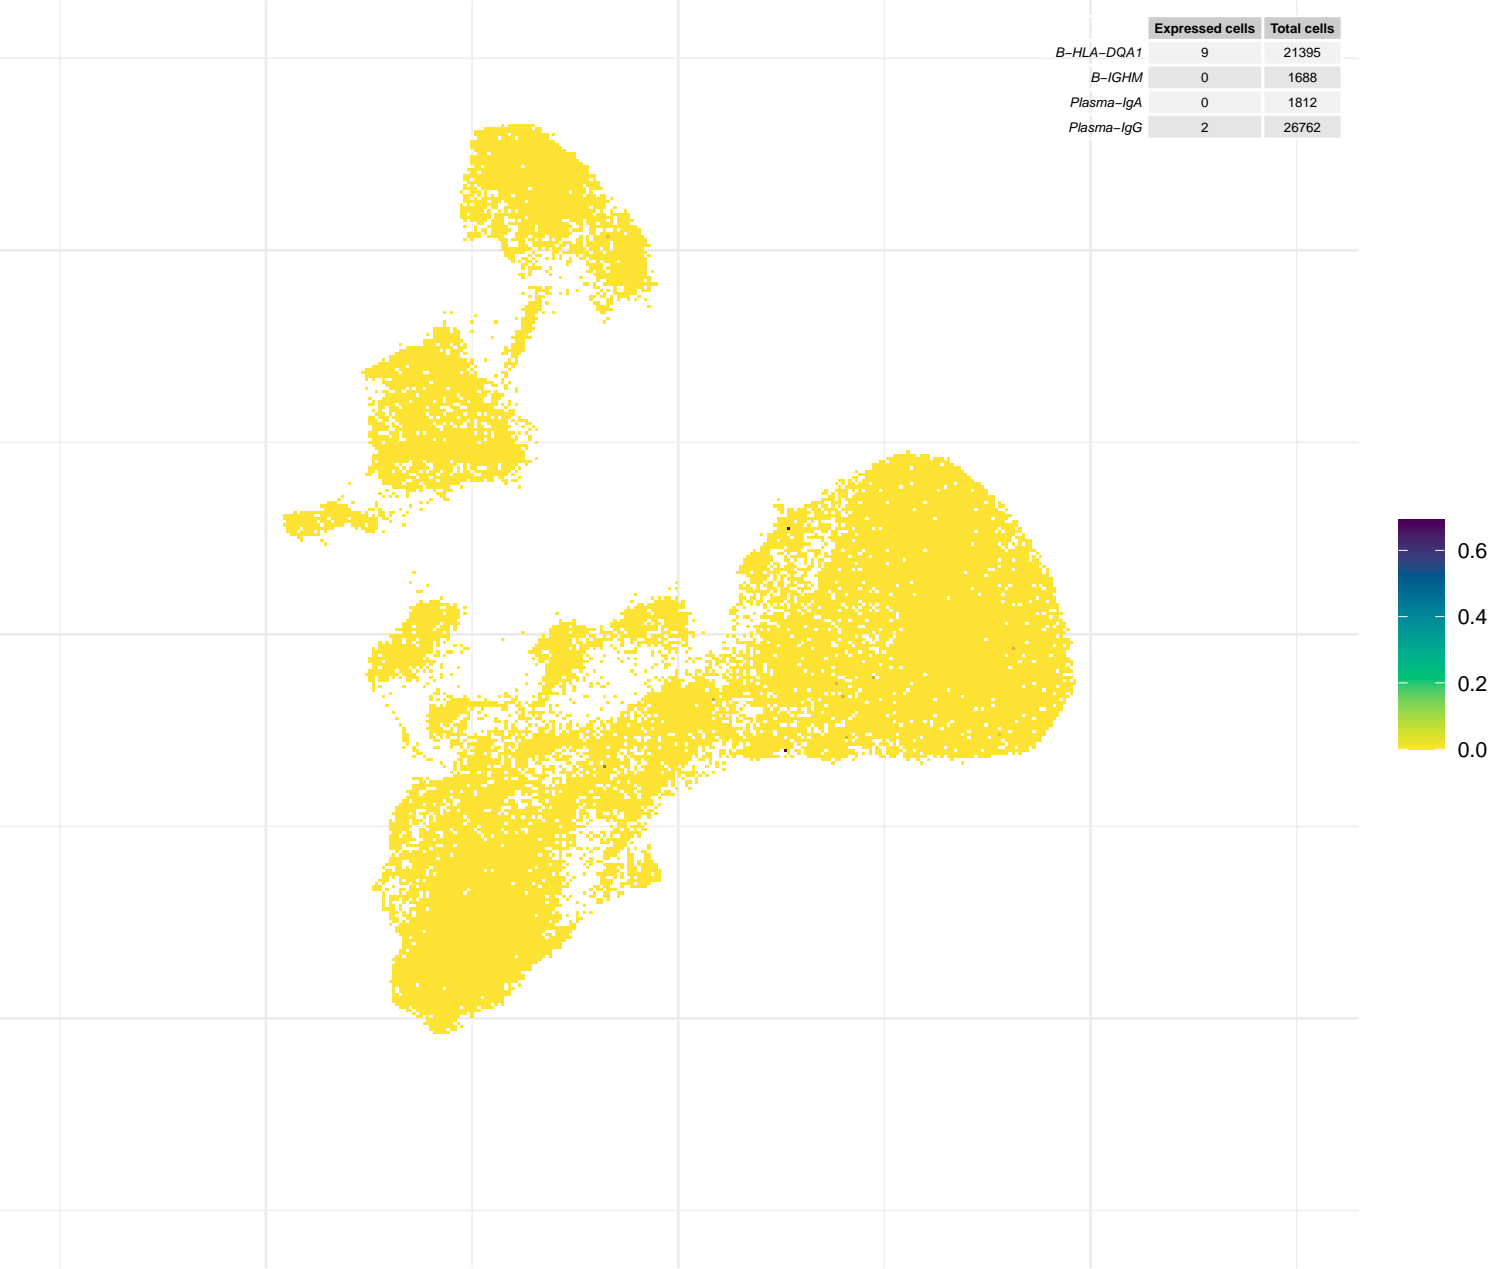 Expressed cells Total cells
B−HLA−DQA1 9 21395
B−IGHM 0 1688
Plasma−IgA 0 1812
Plasma−IgG 2 26762
0.6
0.4
0.2
0.0